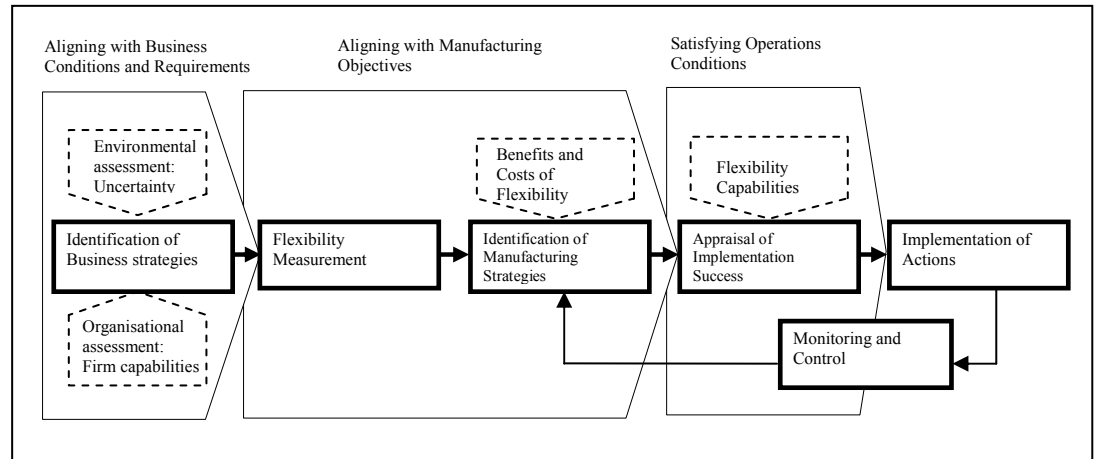 Aligning with Business
Conditions and Requirements
Aligning with Manufacturing
Objectives
Satisfying Operations
Conditions
Environmental
assessment:
Uncertainty
Benefits and
Costs of
Flexibility
Flexibility
Capabilities
Identification of
Business strategies
Flexibility
Measurement
Identification of
Manufacturing
Strategies
Appraisal of
Implementation
Success
Implementation of
Actions
Organisational
assessment:
Firm capabilities
Monitoring and
Control